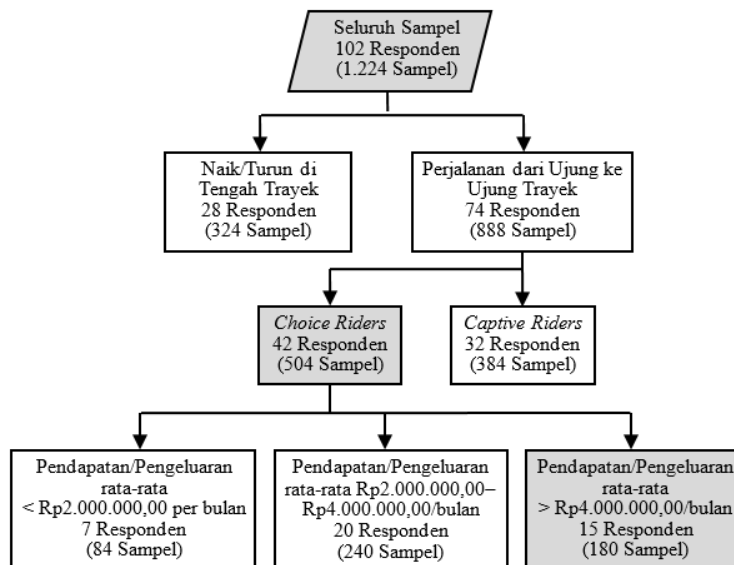 Seluruh Sampel
102 Responden
(1.224 Sampel)
Naik/Turun di
Tengah Trayek
28 Responden
(324 Sampel)
Perjalanan dari Ujung ke
Ujung Trayek
74 Responden
(888 Sampel)
Choice Riders
42 Responden
(504 Sampel)
Captive Riders
32 Responden
(384 Sampel)
Pendapatan/Pengeluaran
rata-rata
< Rp2.000.000,00 per bulan
7 Responden
(84 Sampel)
Pendapatan/Pengeluaran
rata-rata Rp2.000.000,00–
Rp4.000.000,00/bulan
20 Responden
(240 Sampel)
Pendapatan/Pengeluaran
rata-rata
> Rp4.000.000,00/bulan
15 Responden
(180 Sampel)